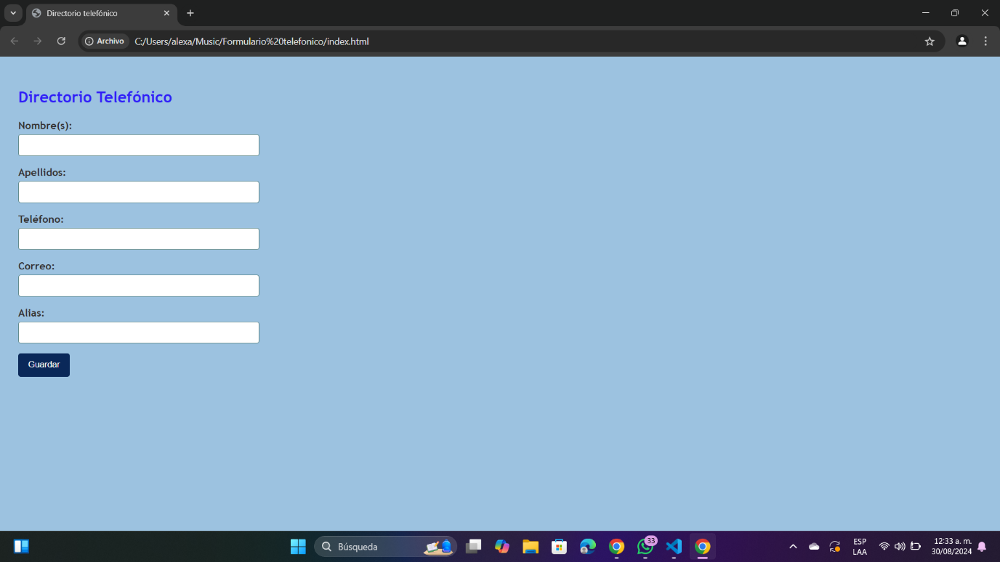 Directorio telefónico
Archivo C:/Users/alexa/Music/Formulario%20telefonico/index.html
Directorio Telefónico
Nombre(s):
Apellidos:
Teléfono:
Correo:
Alias:
Guardar
Búsqueda
33
ESP
LAA
12:33 a. m.
30/08/2024